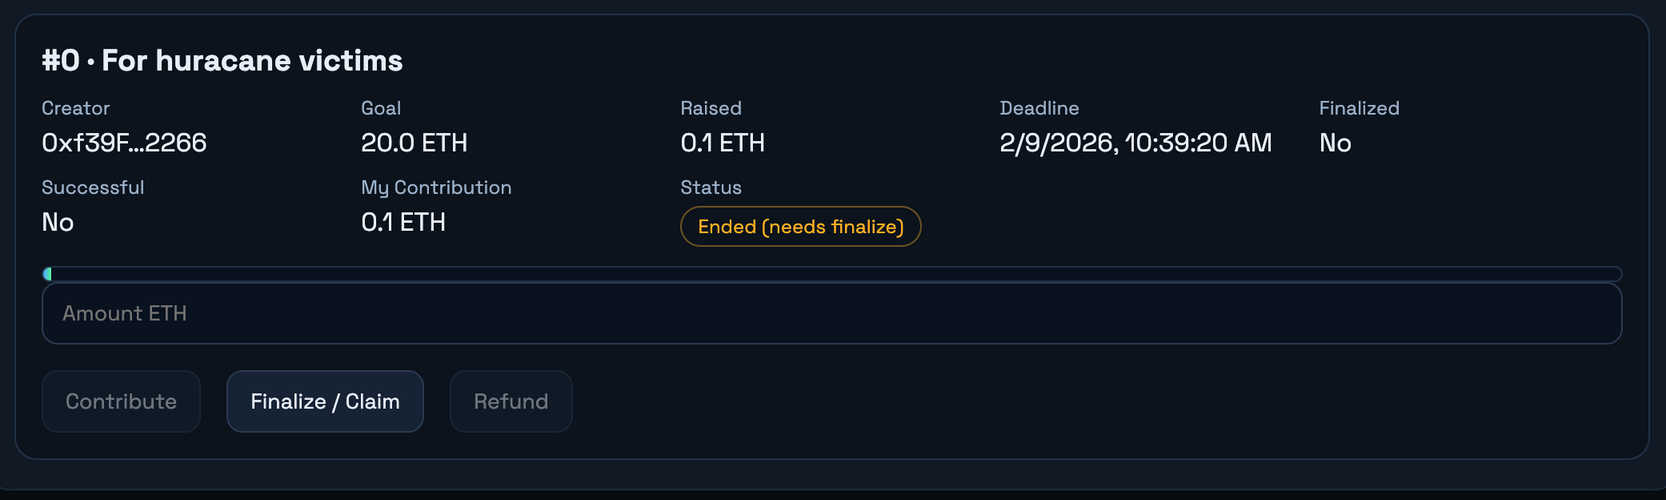 #0 · For huracane victims
Creator
0xf39F...2266
Goal
20.0 ETH
Raised
0.1 ETH
Deadline
2/9/2026, 10:39:20 AM
Finalized
No
Successful
No
My Contribution
0.1 ETH
Status
Ended (needs finalize)
Amount ETH
Contribute
Finalize / Claim
Refund